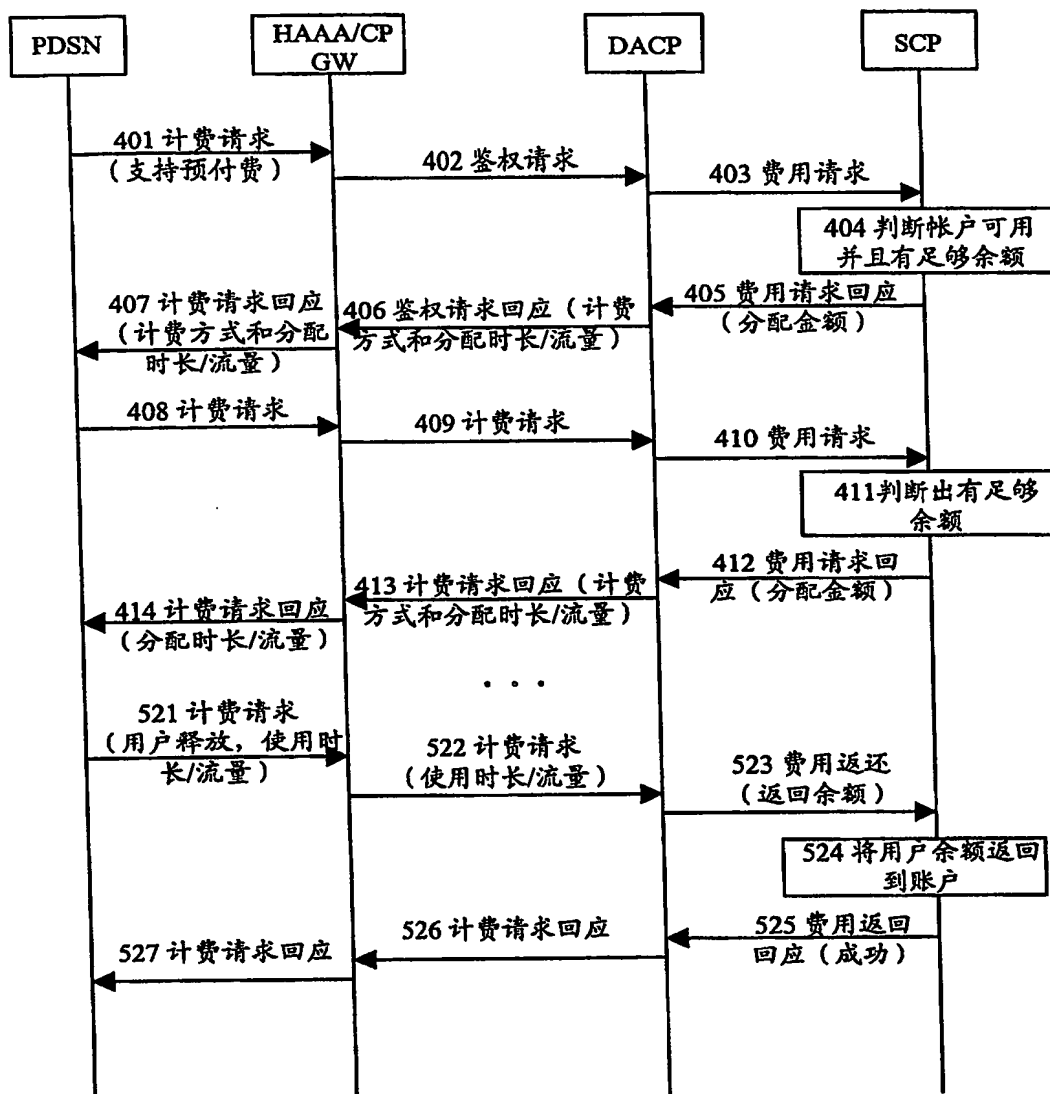 PDSN
HAAA/CP
GW
DACP
SCP
401 计费请求
（支持预付费）
402 鉴权请求
403 费用请求
404 判断帐户可用
并且有足够余额
405 费用请求回应
（分配金额）
406 鉴权请求回应（计费
方式和分配时长/流量）
407 计费请求回应
（计费方式和分配
时长/流量）
408 计费请求
409 计费请求
410 费用请求
411判断出有足够
余额
412 费用请求回
应（分配金额）
413 计费请求回应（计费
方式和分配时长/流量）
414 计费请求回应
（分配时长/流量）
· · ·
521 计费请求
（用户释放，使用时
长/流量）
522 计费请求
（使用时长/流量）
523 费用返还
（返回余额）
524 将用户余额返回
到账户
525 费用返回
回应（成功）
526 计费请求回应
527 计费请求回应